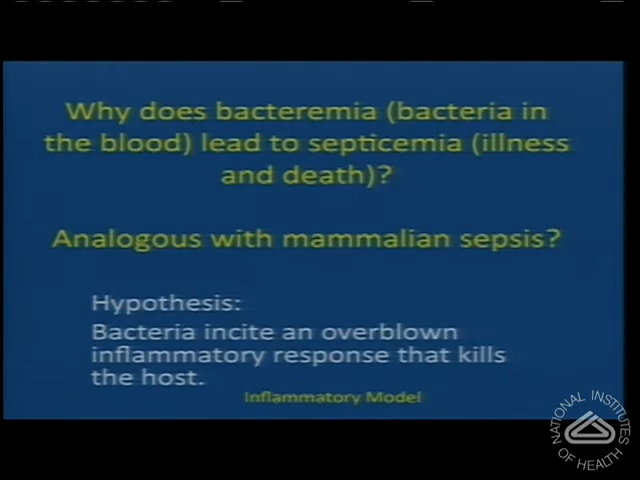 Why does bacteremia (bacteria in
the blood) lead to septicemia (illness
and death)?
Analogous with mammalian sepsis?
Hypothesis:
Bacteria incite an overblown
inflammatory response that kills
the host.
Inflammatory Model
NATIONAL INSTITUTES
OF HEALTH